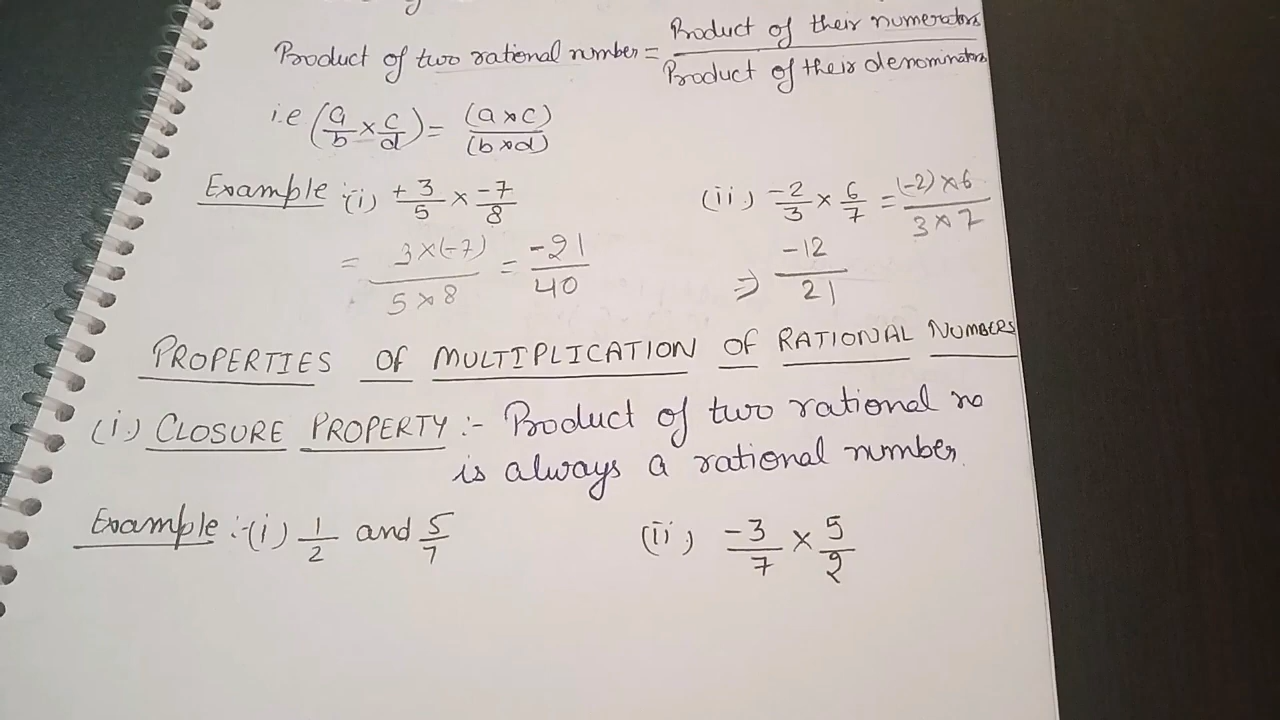 Product of two rational number = Product of their numerators / Product of their denominators
i.e (a/b × c/d) = (a × c)/(b × d)
Example :- (i) +3/5 × -7/8 (ii.) -2/3 × 6/7 = (-2) × 6 / 3 × 7
= 3 × (-7) / 5 × 8 = -21/40 ⇒ -12/21
PROPERTIES OF MULTIPLICATION OF RATIONAL NUMBERS
(i.) CLOSURE PROPERTY :- Product of two rational no
is always a rational number.
Example :- (i) 1/2 and 5/7 (ii) -3/7 × 5/2